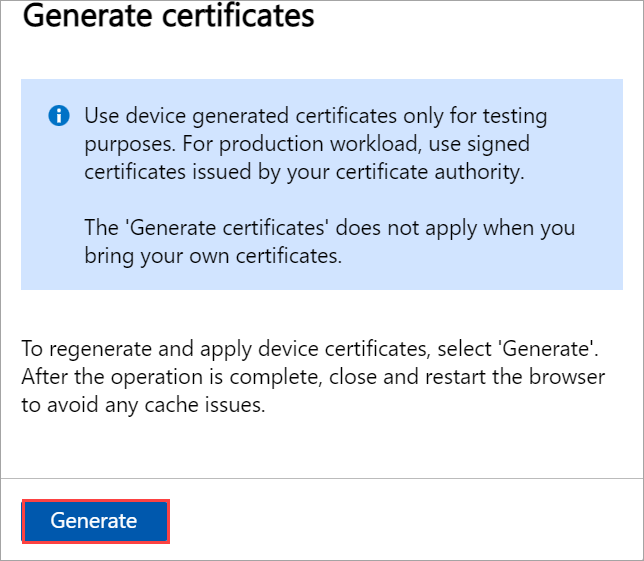 Generate certificates
Use device generated certificates only for testing
purposes. For production workload, use signed
certificates issued by your certificate authority.
The 'Generate certificates' does not apply when you
bring your own certificates.
To regenerate and apply device certificates, select 'Generate'.
After the operation is complete, close and restart the browser
to avoid any cache issues.
Generate